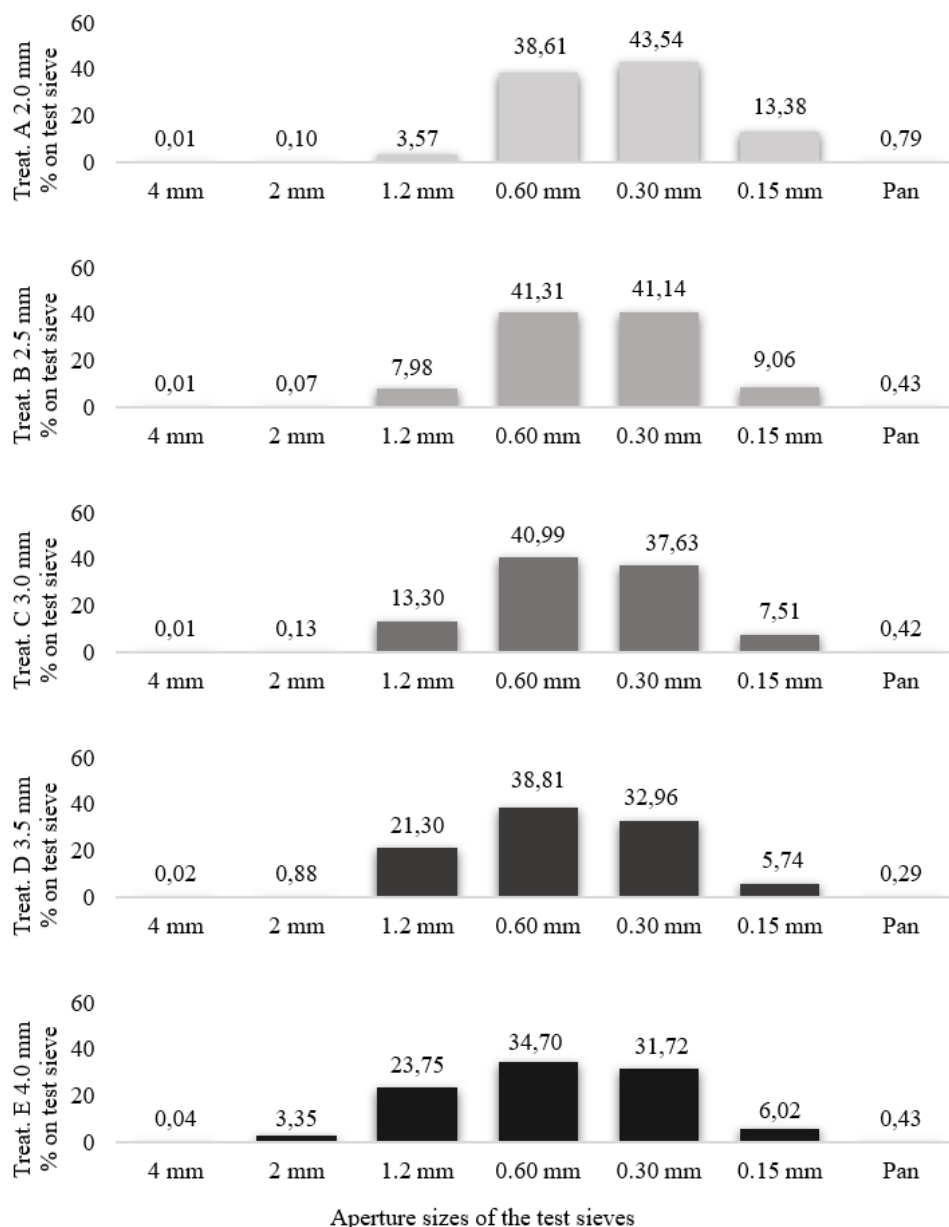 Treat. A 2.0 mm
% on test sieve
60
40
20
0
0,01 0,10 3,57 38,61 43,54 13,38 0,79
4 mm 2 mm 1.2 mm 0.60 mm 0.30 mm 0.15 mm Pan
Treat. B 2.5 mm
% on test sieve
60
40
20
0
0,01 0,07 7,98 41,31 41,14 9,06 0,43
4 mm 2 mm 1.2 mm 0.60 mm 0.30 mm 0.15 mm Pan
Treat. C 3.0 mm
% on test sieve
60
40
20
0
0,01 0,13 13,30 40,99 37,63 7,51 0,42
4 mm 2 mm 1.2 mm 0.60 mm 0.30 mm 0.15 mm Pan
Treat. D 3.5 mm
% on test sieve
60
40
20
0
0,02 0,88 21,30 38,81 32,96 5,74 0,29
4 mm 2 mm 1.2 mm 0.60 mm 0.30 mm 0.15 mm Pan
Treat. E 4.0 mm
% on test sieve
60
40
20
0
0,04 3,35 23,75 34,70 31,72 6,02 0,43
4 mm 2 mm 1.2 mm 0.60 mm 0.30 mm 0.15 mm Pan
Aperture sizes of the test sieves